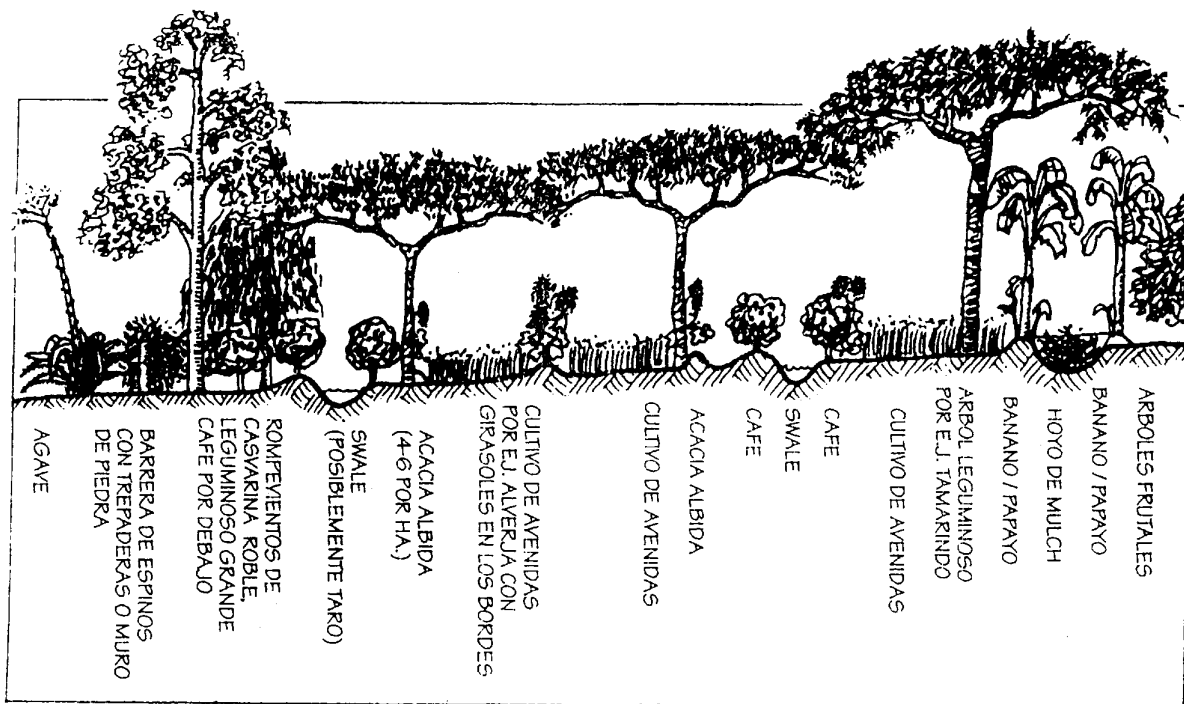 AGAVE
BARRERA DE ESPINOS
CON TREPADERAS O MURO
DE PIEDRA
ROMPEVIENTOS DE
CASVARINA ROBLE,
LEGUMINOSO GRANDE
CAFE POR DEBAJO
SWALE
(POSIBLEMENTE TARO)
ACACIA ALBIDA
(4-6 POR HA.)
CULTIVO DE AVENIDAS
POR E.J. ALVERJA CON
GIRASOLES EN LOS BORDES
CULTIVO DE AVENIDAS
ACACIA ALBIDA
CAFE
SWALE
CAFE
CULTIVO DE AVENIDAS
ARBOL LEGUMINOSO
POR E.J. TAMARINDO
BANANO / PAPAYO
HOYO DE MULCH
BANANO / PAPAYO
ARBOLES FRUTALES